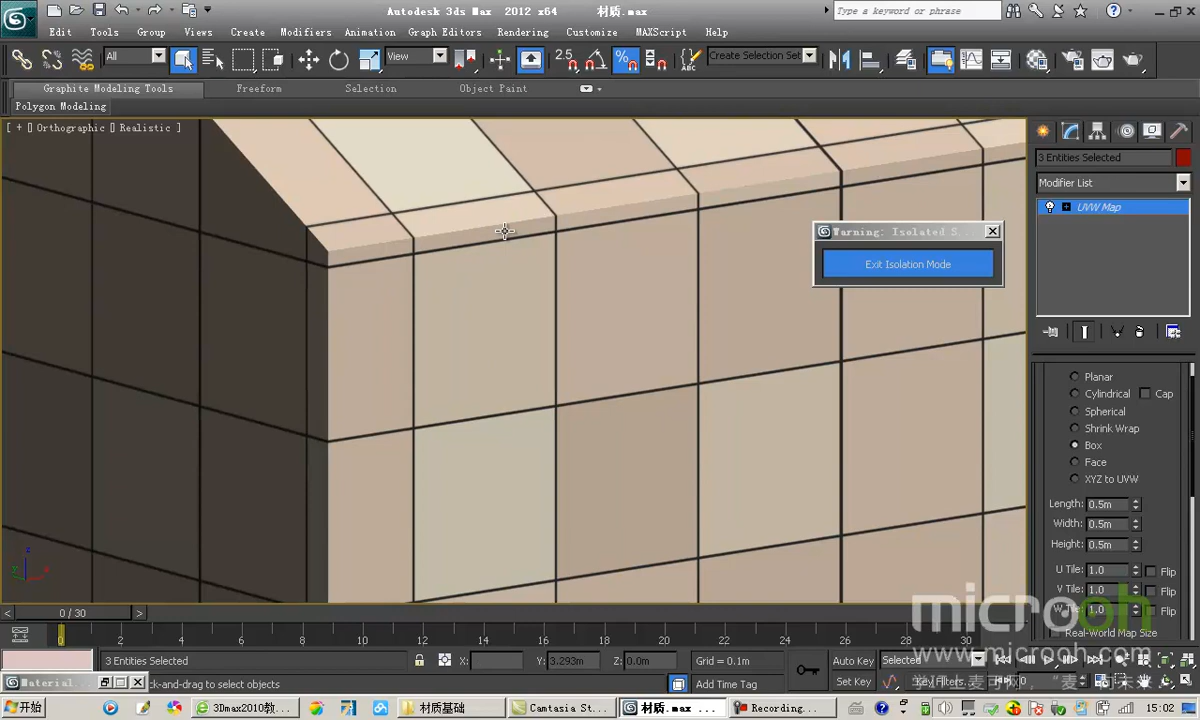 Autodesk 3ds Max 2012 x64 材质.max
Type a keyword or phrase
Edit Tools Group Views Create Modifiers Animation Graph Editors Rendering Customize MAXScript Help
All View 2.5 Create Selection Set
Graphite Modeling Tools Freeform Selection Object Paint
Polygon Modeling
[ + ] Orthographic [] Realistic ]
3 Entities Selected
Modifier List
UVW Map
Warning: Isolated S...
Exit Isolation Mode
Planar
Cylindrical Cap
Spherical
Shrink Wrap
Box
Face
XYZ to UVW
Length: 0.5m
Width: 0.5m
Height: 0.5m
U Tile: 1.0 Flip
V Tile: 1.0 Flip
W Tile: 1.0 Flip
Real-World Map Size
microoh
www.microoh.com
< 0 / 30 >
0 2 4 6 8 10 12 14 16 18 20 22 24 26 28 30
3 Entities Selected X: Y: 3.293m Z: 0.0m Grid = 0.1m Auto Key Selected
Material... -and-drag to select objects Add Time Tag Set Key Key Filters... 0
开始 3Dmax2010教... 材质基础 Camtasia St... 材质.max ... Recording... 15:02